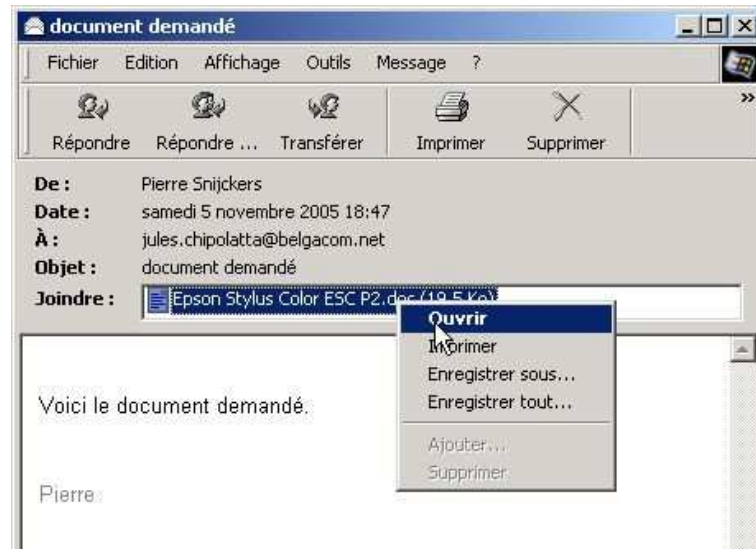 document demandé
Fichier Edition Affichage Outils Message ?
Répondre Répondre ... Transférer Imprimer Supprimer »
De : Pierre Snijckers
Date : samedi 5 novembre 2005 18:47
À : jules.chipolatta@belgacom.net
Objet : document demandé
Joindre : Epson Stylus Color ESC P2.doc (19,5 Ko)
Ouvrir
Imprimer
Enregistrer sous...
Enregistrer tout...
Ajouter...
Supprimer
Voici le document demandé.
Pierre